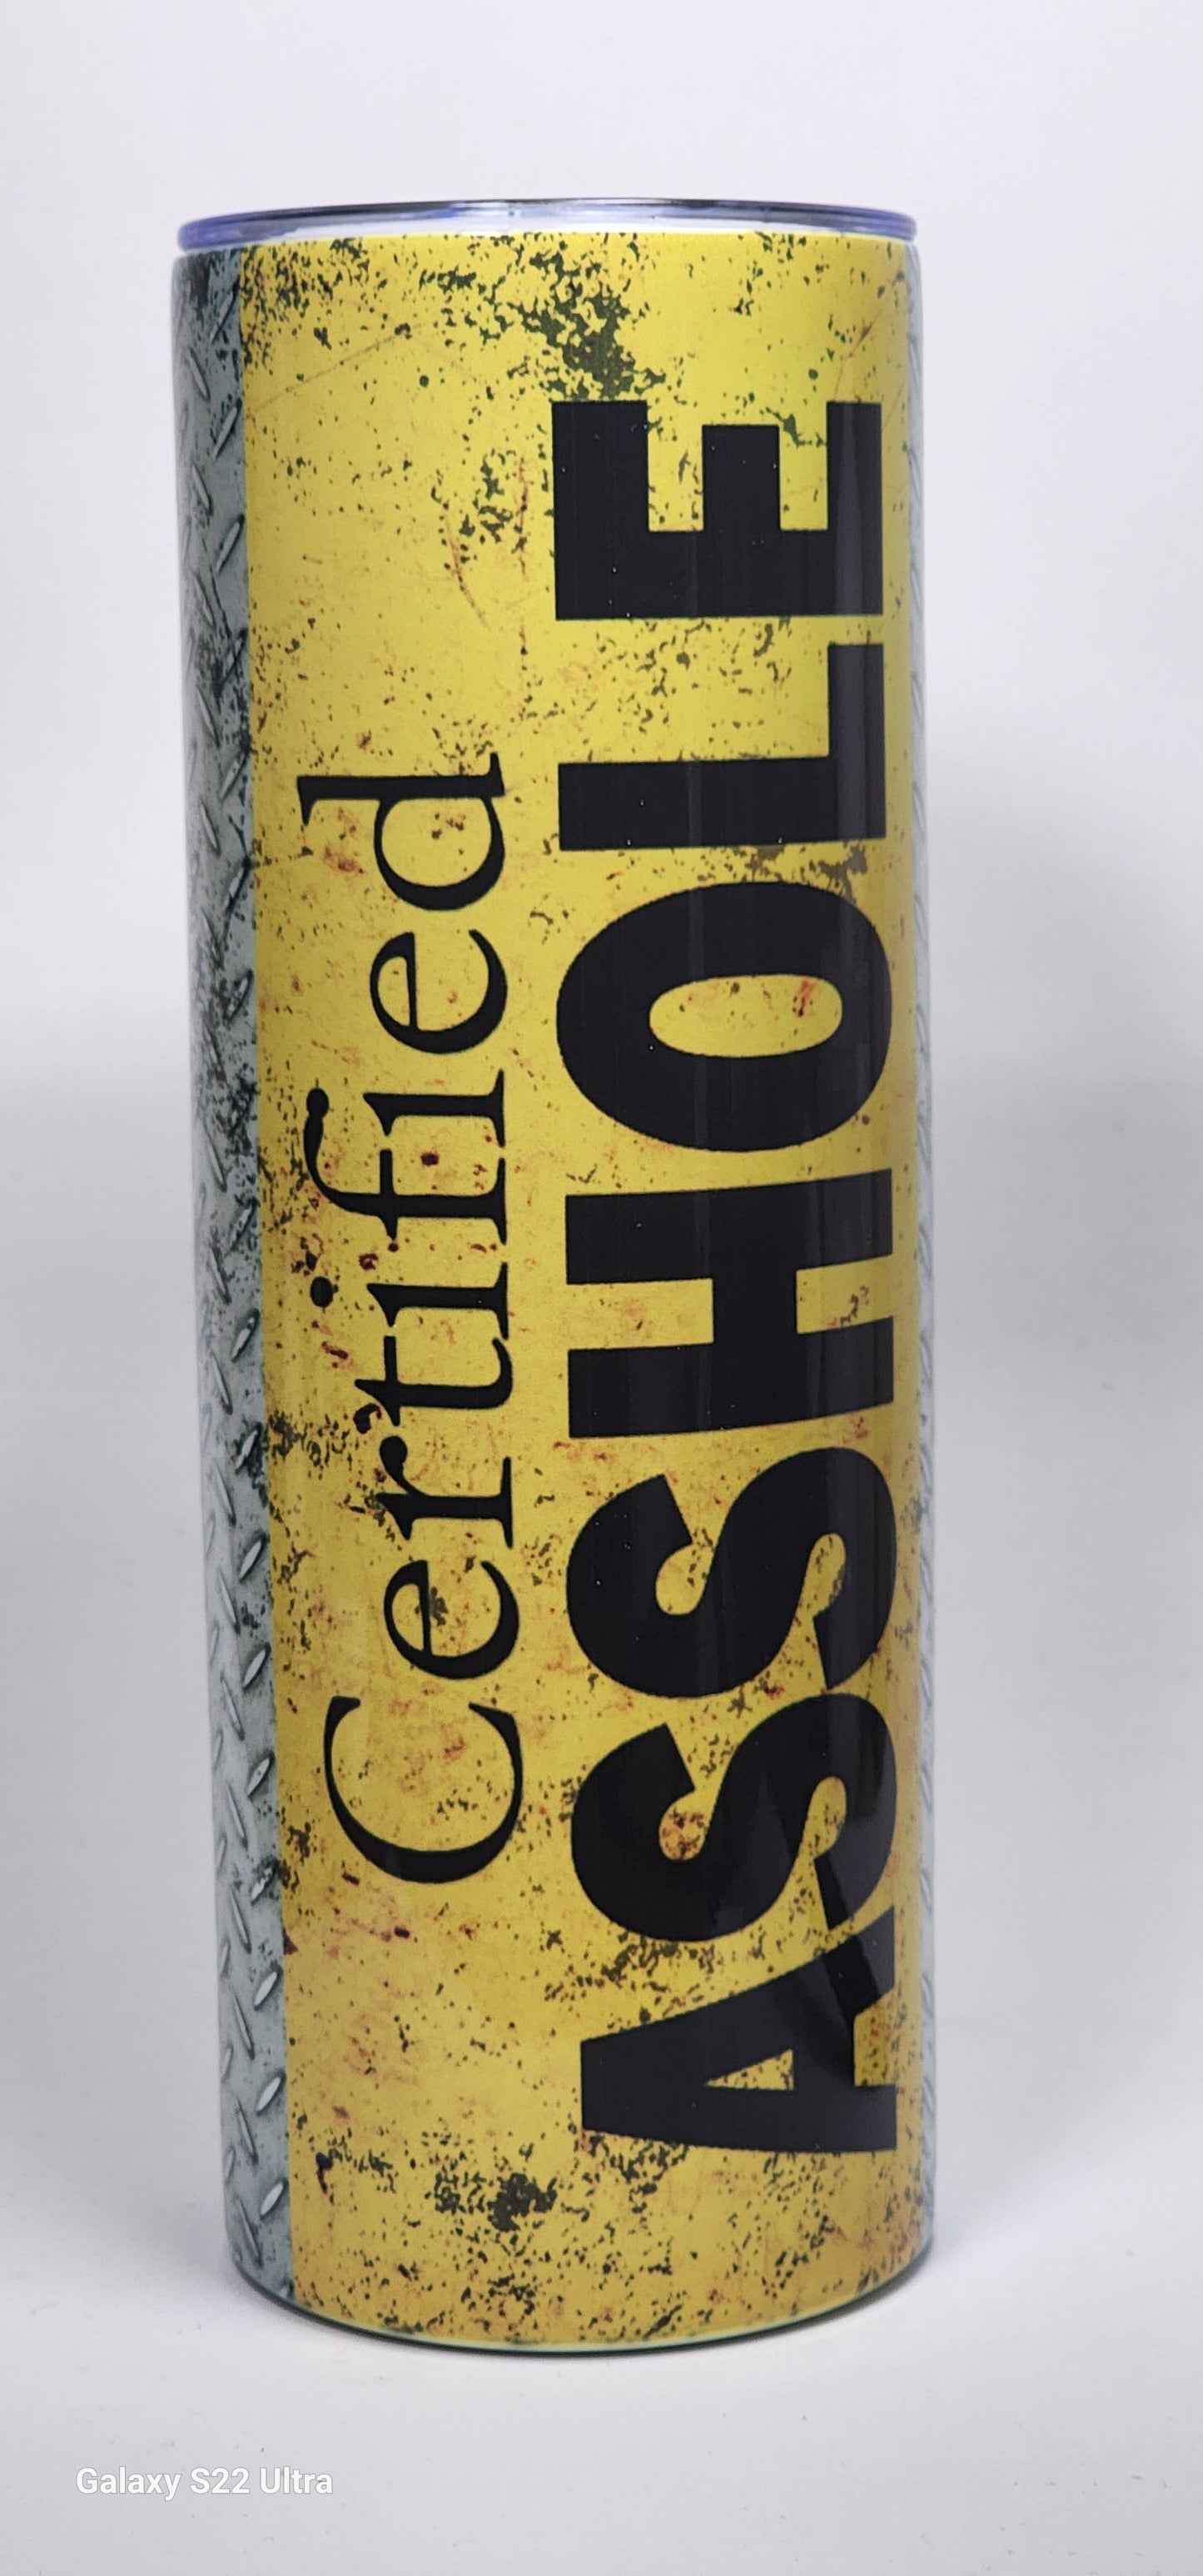 Certified
ASSHOLE
Galaxy S22 Ultra